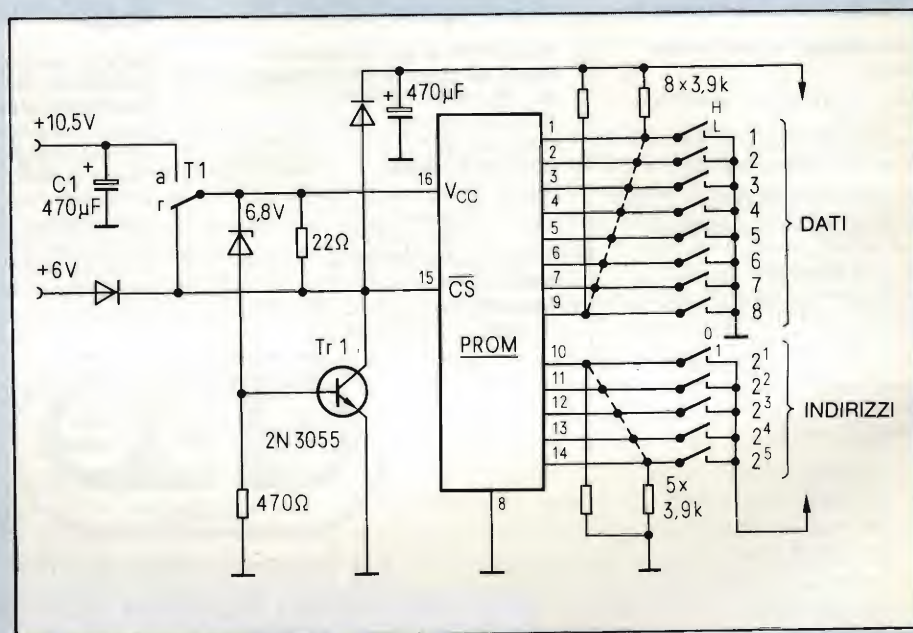 +10,5V
C1
470µF
a
T1
r
+6V
6,8V
22Ω
470µF
+
+
16
VCC
15
CS
PROM
8
Tr 1
2N 3055
470Ω
8x3,9k
H
L
1
2
3
4
5
6
7
9
1
2
3
4
5
6
7
8
DATI
0
1
10
11
12
13
14
2¹
2²
2³
2⁴
2⁵
INDIRIZZI
5x
3,9k